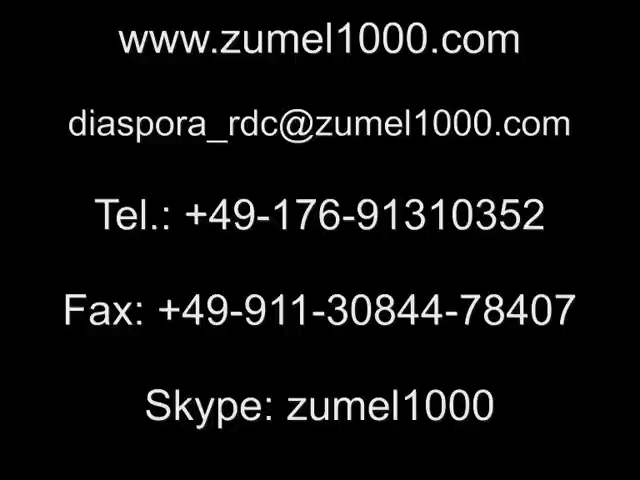 www.zumel1000.com
diaspora_rdc@zumel1000.com
Tel.: +49-176-91310352
Fax: +49-911-30844-78407
Skype: zumel1000